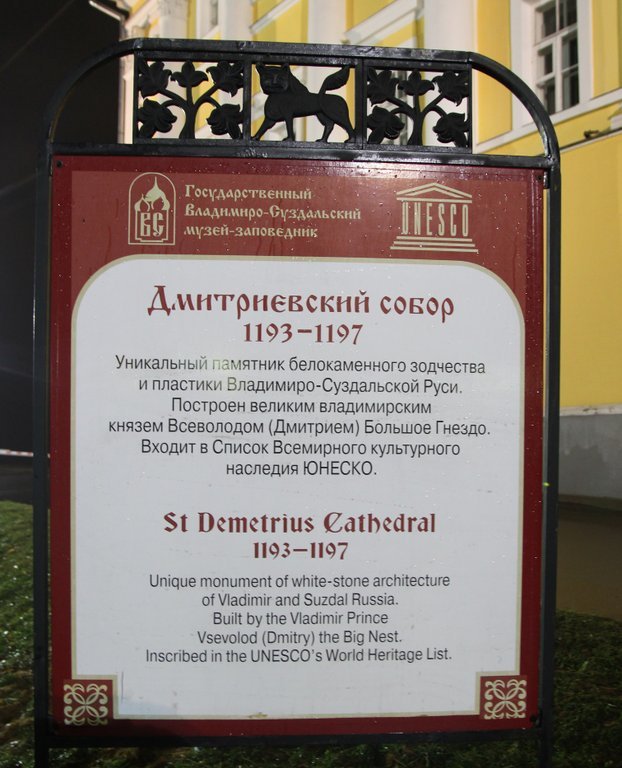 ВС
Государственный
Владимиро-Суздальский
музей-заповедник
UNESCO
Дмитриевский собор
1193–1197
Уникальный памятник белокаменного зодчества
и пластики Владимиро-Суздальской Руси.
Построен великим владимирским
князем Всеволодом (Дмитрием) Большое Гнездо.
Входит в Список Всемирного культурного
наследия ЮНЕСКО.
St Demetrius Cathedral
1193–1197
Unique monument of white-stone architecture
of Vladimir and Suzdal Russia.
Built by the Vladimir Prince
Vsevolod (Dmitry) the Big Nest.
Inscribed in the UNESCO's World Heritage List.